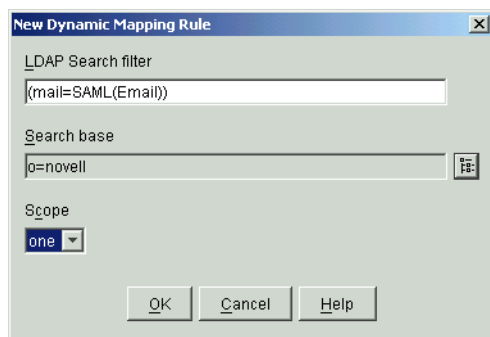 New Dynamic Mapping Rule
LDAP Search filter
(mail=SAML(Email))
Search base
o=novell
Scope
one
OK Cancel Help